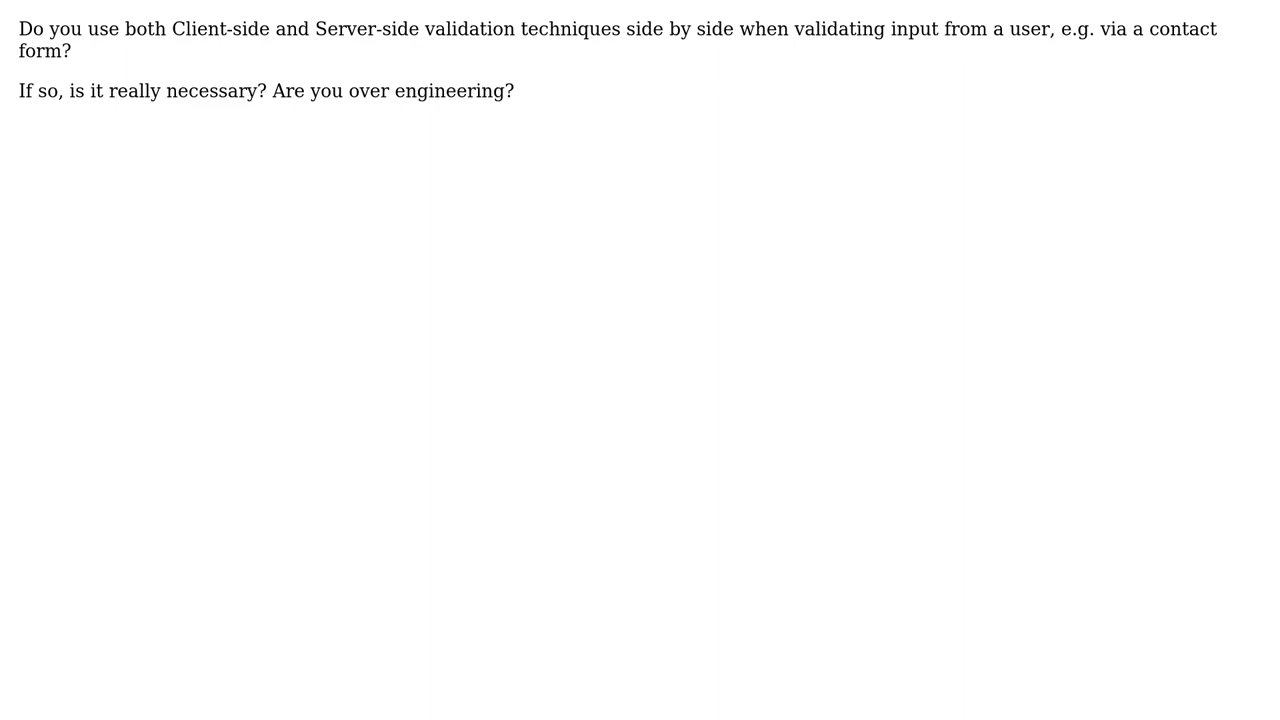 Do you use both Client-side and Server-side validation techniques side by side when validating input from a user, e.g. via a contact
form?
If so, is it really necessary? Are you over engineering?